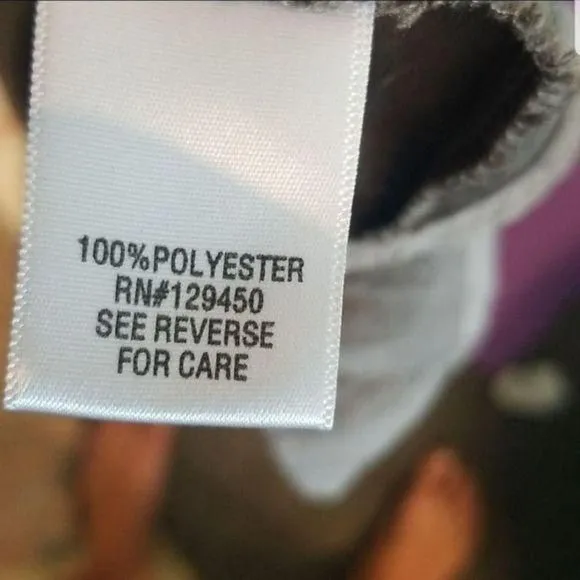 100%POLYESTER
RN#129450
SEE REVERSE
FOR CARE